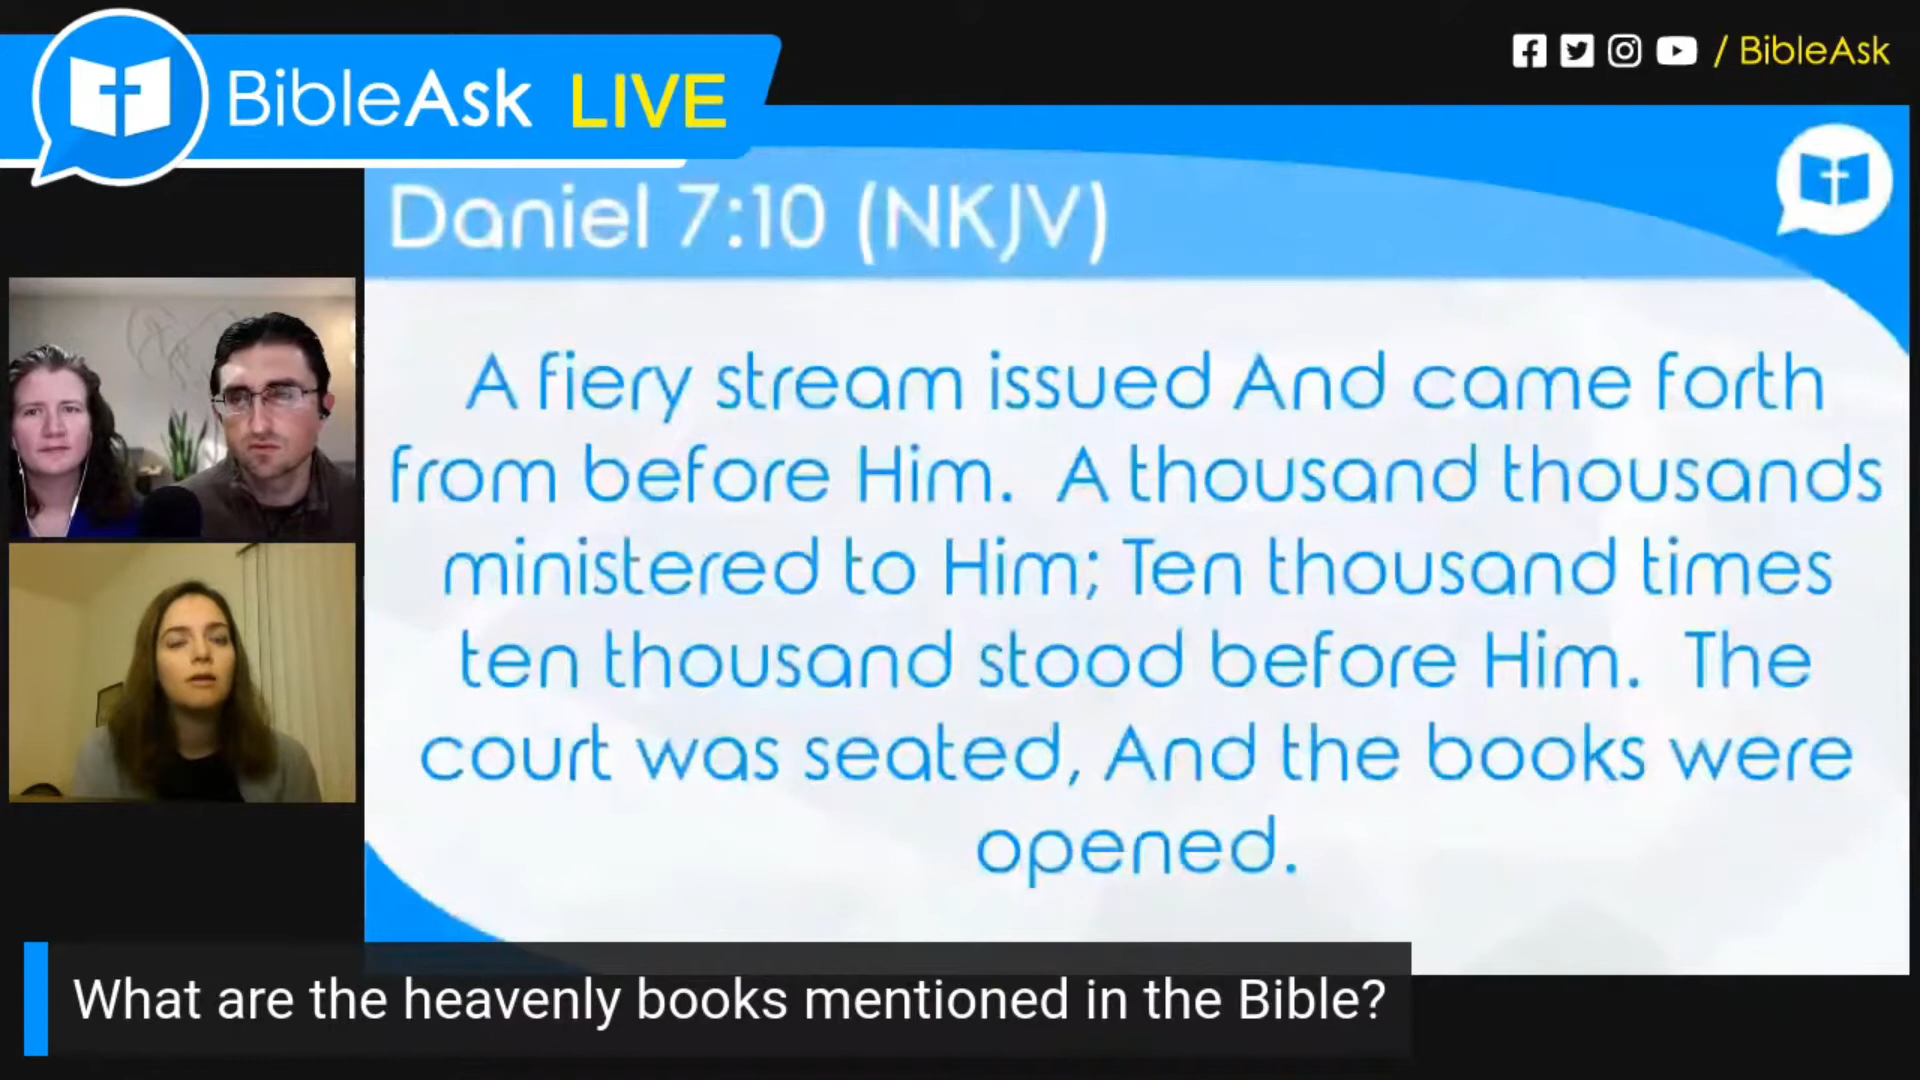 BibleAsk LIVE
/ BibleAsk
Daniel 7:10 (NKJV)
A fiery stream issued And came forth
from before Him. A thousand thousands
ministered to Him; Ten thousand times
ten thousand stood before Him. The
court was seated, And the books were
opened.
What are the heavenly books mentioned in the Bible?